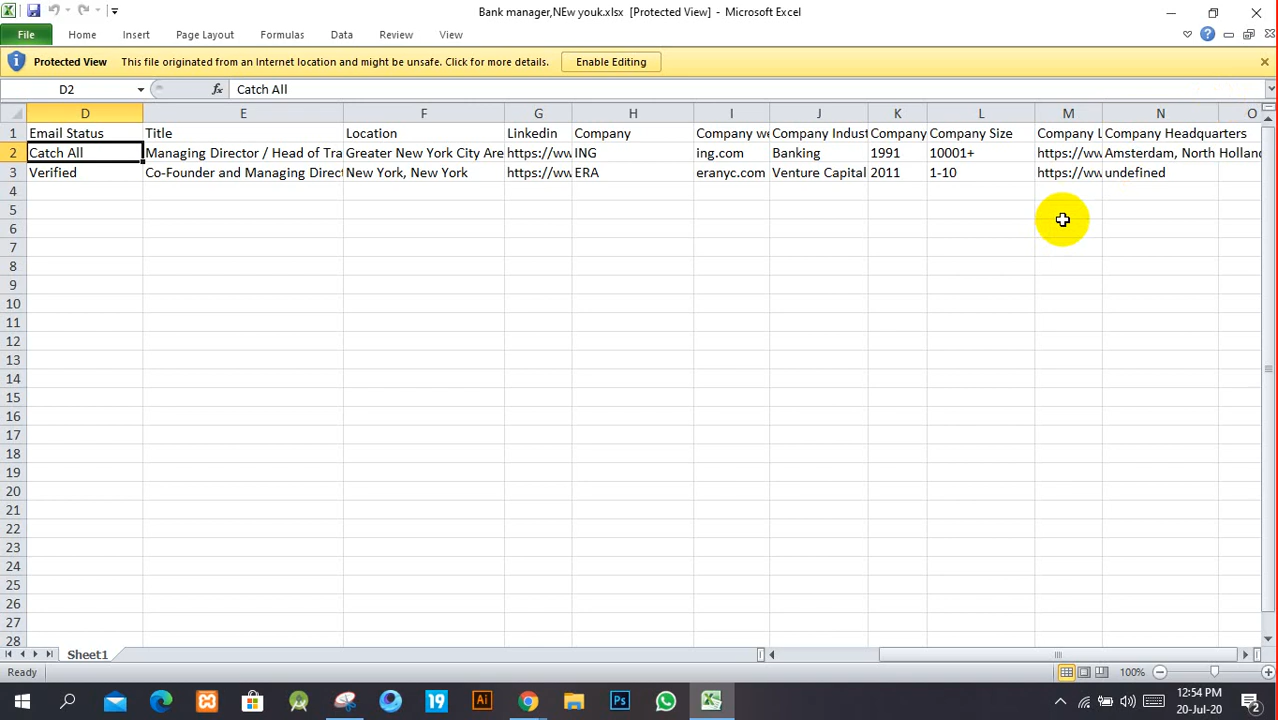 Bank manager,NEw youk.xlsx [Protected View] - Microsoft Excel
File Home Insert Page Layout Formulas Data Review View
Protected View This file originated from an Internet location and might be unsafe. Click for more details. Enable Editing
D2 fx Catch All
D E F G H I J K L M N O
1 Email Status Title Location Linkedin Company Company we Company Indust Company Company Size Company L Company Headquarters
2 Catch All Managing Director / Head of Tra Greater New York City Are https://ww ING ing.com Banking 1991 10001+ https://ww Amsterdam, North Holland
3 Verified Co-Founder and Managing Direct New York, New York https://ww ERA eranyc.com Venture Capital 2011 1-10 https://ww undefined
4
5
6
7
8
9
10
11
12
13
14
15
16
17
18
19
20
21
22
23
24
25
26
27
28
Sheet1
Ready 100%
19 Ai Ps 12:54 PM
20-Jul-20 2